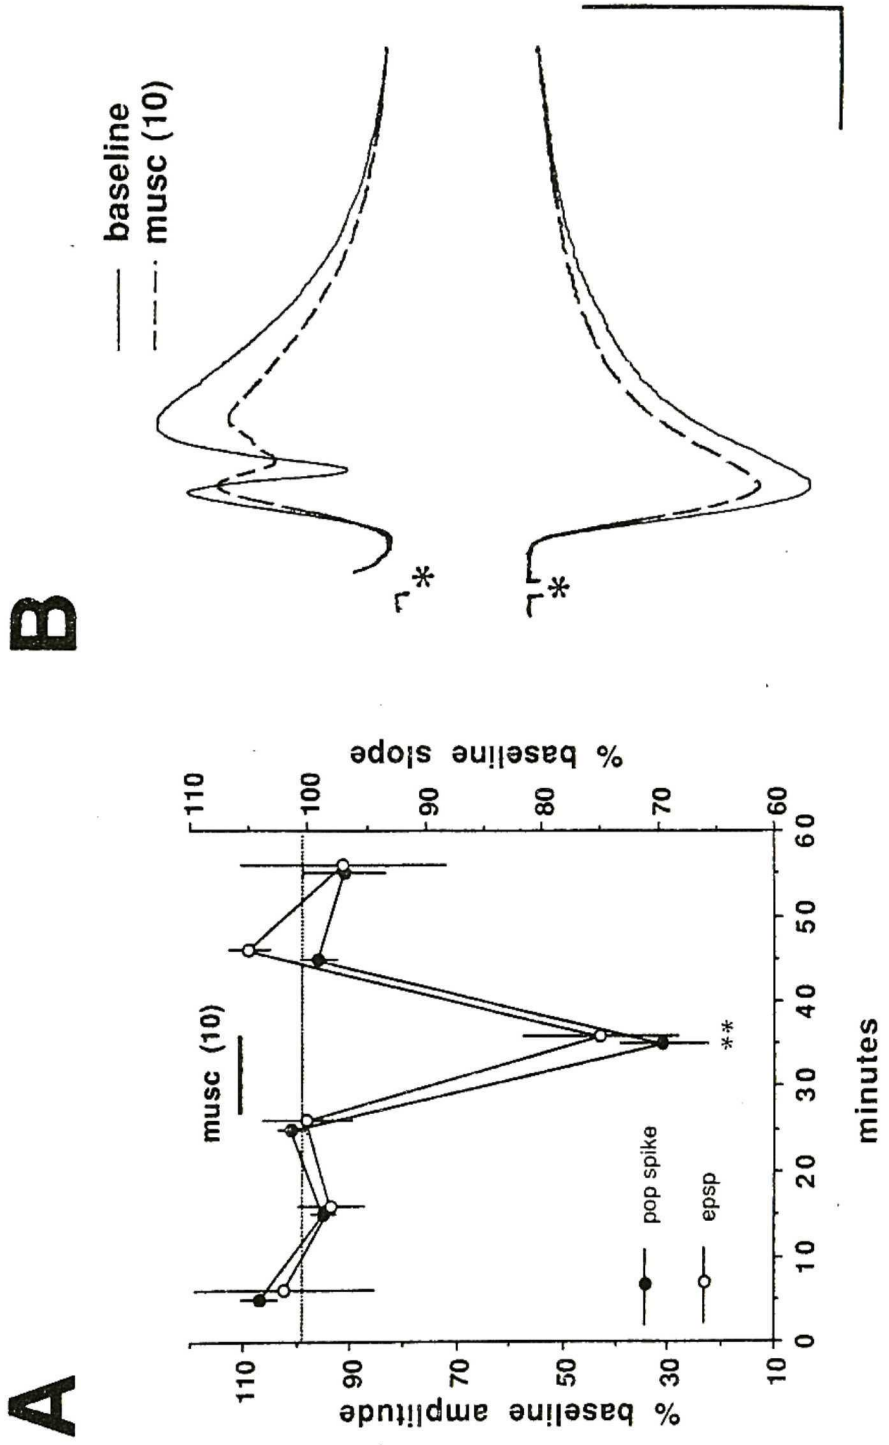 A
% baseline amplitude
110
90
70
50
30
10
musc (10)
pop spike
epsp
**
0
10
20
30
40
50
60
minutes
110
100
90
80
70
60
% baseline slope
B
baseline
musc (10)
*
*